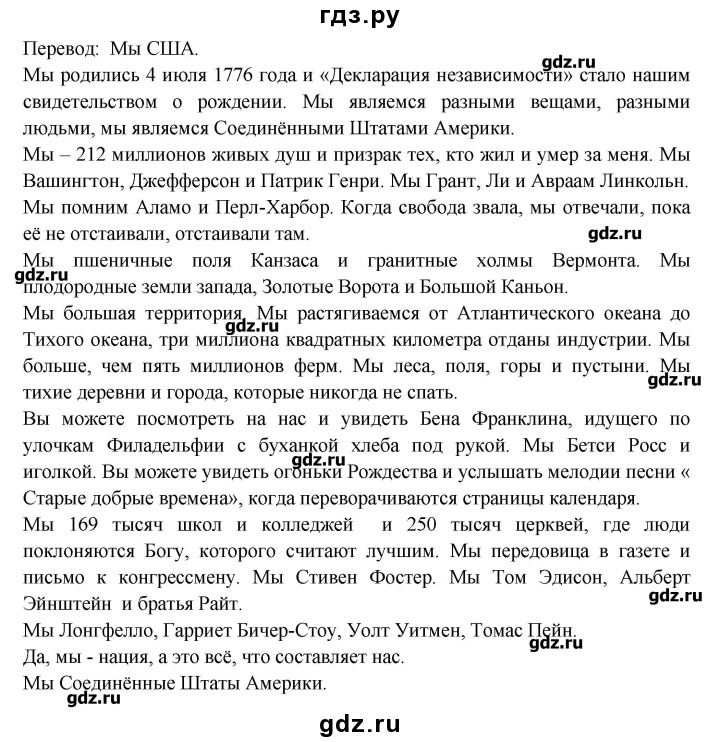 гдз.ру
Перевод: Мы США.
gdz.ru
Мы родились 4 июля 1776 года и «Декларация независимости» стало нашим
свидетельством о рождении. Мы являемся разными вещами, разными
людьми, мы являемся Соединёнными Штатами Америки.
Мы – 212 миллионов живых душ и призрак тех, кто жил и умер за меня. Мы
Вашингтон, Джефферсон и Патрик Генри. Мы Грант, Ли и Авраам Линкольн.
Мы помним Аламо и Перл-Харбор. Когда свобода звала, мы отвечали, пока
её не отстаивали, отстаивали там.
gdz.ru
Мы пшеничные поля Канзаса и гранитные холмы Вермонта. Мы
gdz.ru
плодородные земли запада, Золотые Ворота и Большой Каньон.
Мы большая территория. Мы растягиваемся от Атлантического океана до
gdz.ru
Тихого океана, три миллиона квадратных километра отданы индустрии. Мы
больше, чем пять миллионов ферм. Мы леса, поля, горы и пустыни. Мы
gdz.ru
тихие деревни и города, которые никогда не спать.
Вы можете посмотреть на нас и увидеть Бена Франклина, идущего по
улочкам Филадельфии с буханкой хлеба под рукой. Мы Бетси Росс и
gdz.ru
иголкой. Вы можете увидеть огоньки Рождества и услышать мелодии песни «
Старые добрые времена», когда переворачиваются страницы календаря.
Мы 169 тысяч школ и колледжей и 250 тысяч церквей, где люди
поклоняются Богу, которого считают лучшим. Мы передовица в газете и
письмо к конгрессмену. Мы Стивен Фостер. Мы Том Эдисон, Альберт
Эйнштейн и братья Райт.
gdz.ru
Мы Лонгфелло, Гарриет Бичер-Стоу, Уолт Уитмен, Томас Пейн.
gdz.ru
Да, мы - нация, а это всё, что составляет нас.
Мы Соединённые Штаты Америки.
gdz.ru
gdz.ru